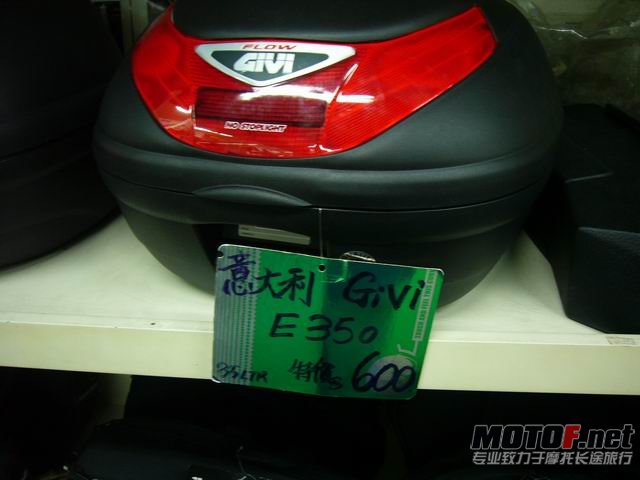 FLOW
GIVI
NO STOPLIGHT
意大利 Givi
E350
35LTR 特价$600
MOTOF.net
专业致力于摩托长途旅行